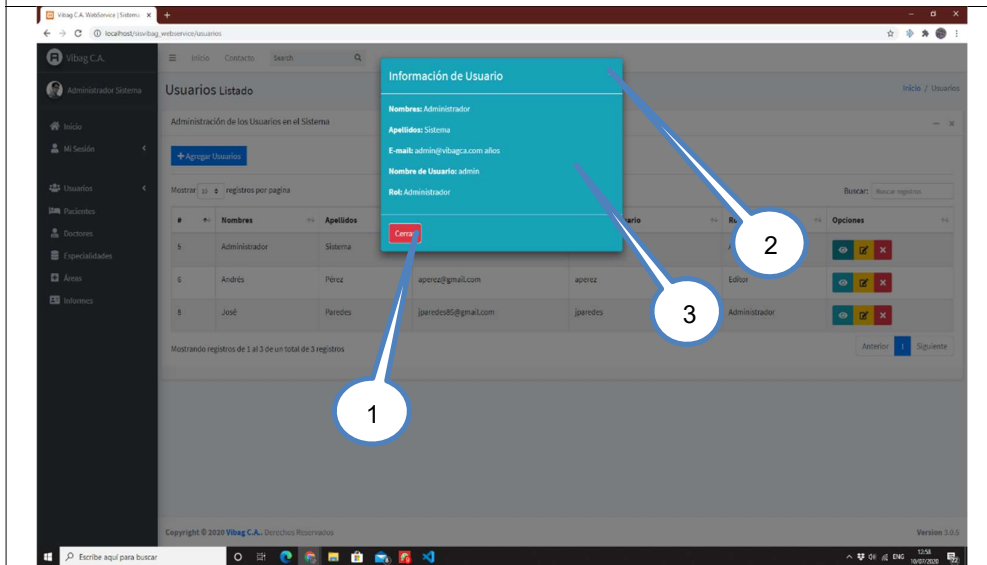 Vibag C.A. WebService | Sistema
localhost/sisvibag_webservice/usuarios
Vibag C.A.
Inicio Contacto Search
Administrador Sistema
Usuarios Listado
Inicio / Usuarios
Información de Usuario
Nombres: Administrador
Apellidos: Sistema
E-mail: admin@vibagca.com años
Nombre de Usuario: admin
Rol: Administrador
Cerrar
Inicio
Mi Sesión
Usuarios
Pacientes
Doctores
Especialidades
Áreas
Informes
Administración de los Usuarios en el Sistema
Agregar Usuarios
Mostrar 10 registros por pagina
Buscar: Buscar registros
# Nombres Apellidos Opciones
5 Administrador Sistema
6 Andrés Pérez aperez@gmail.com aperez Editor
8 José Paredes jparedes85@gmail.com jparedes Administrador
Mostrando registros de 1 al 3 de un total de 3 registros
Anterior 1 Siguiente
2
3
1
Copyright © 2020 Vibag C.A.. Derechos Reservados
Version 3.0.5
Escribe aquí para buscar
ENG
12:58
10/07/2020